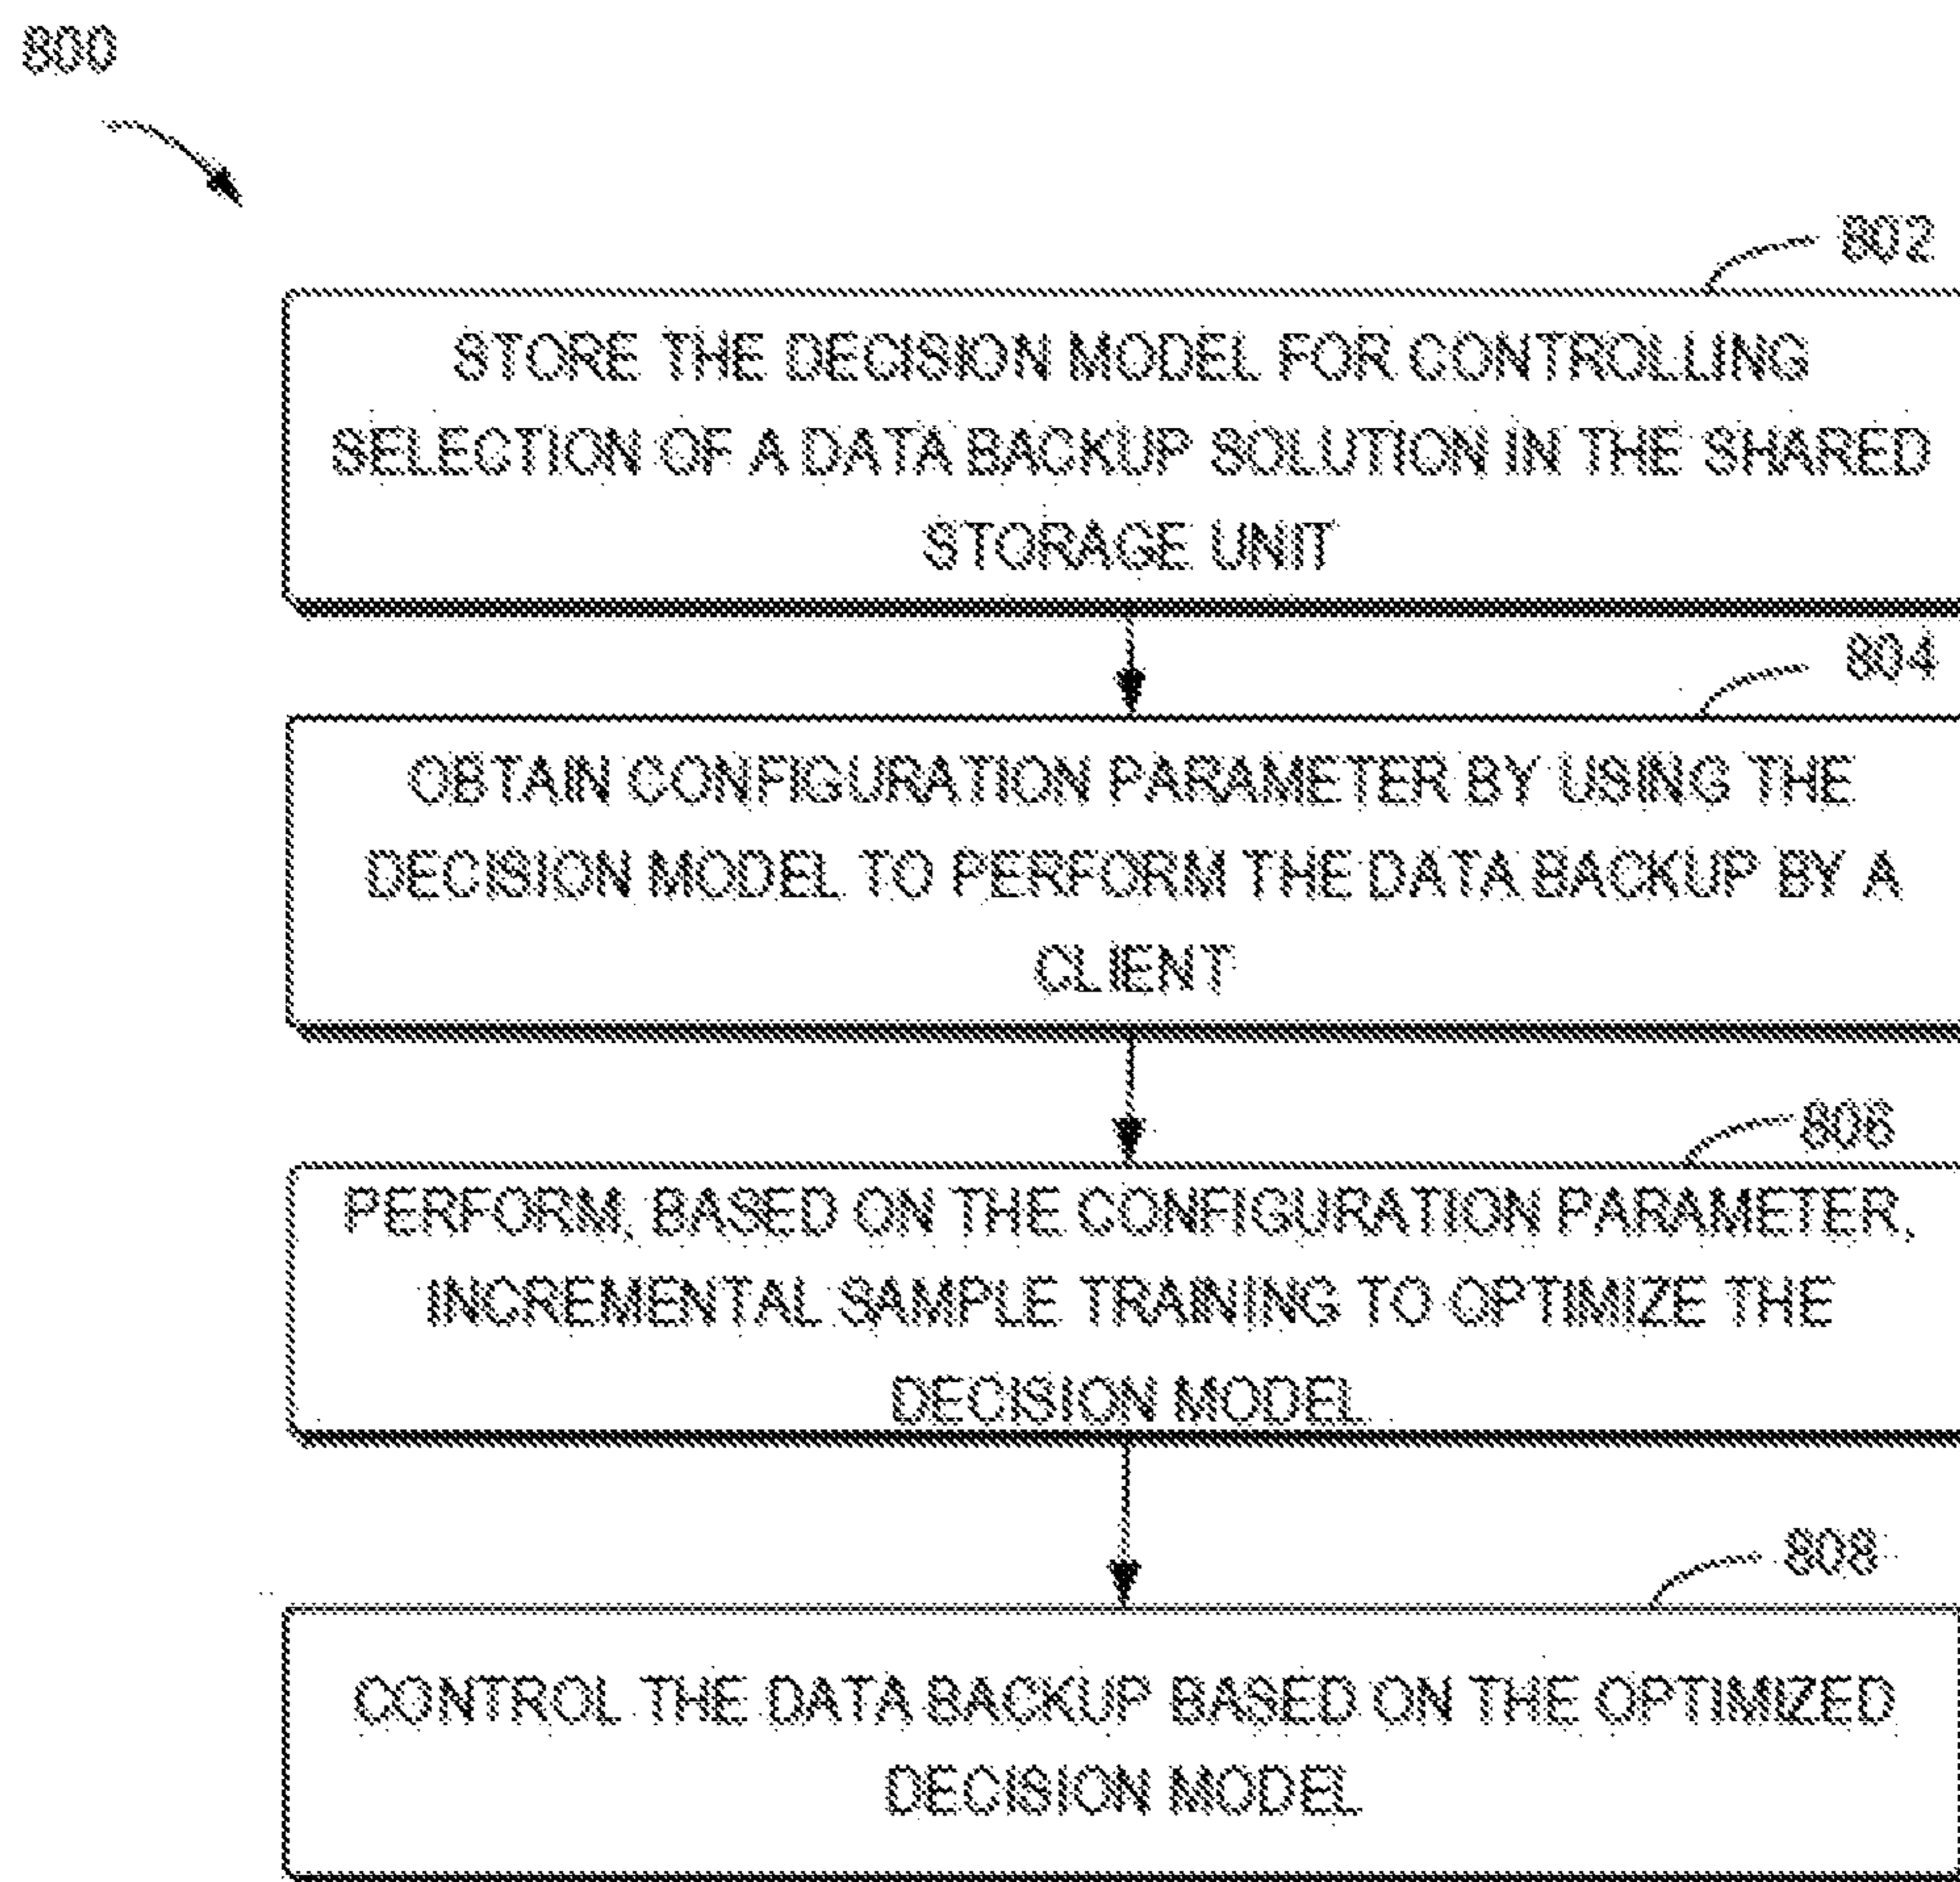 800
802
STORE THE DECISION MODEL FOR CONTROLLING
SELECTION OF A DATA BACKUP SOLUTION IN THE SHARED
STORAGE UNIT
804
OBTAIN CONFIGURATION PARAMETER BY USING THE
DECISION MODEL TO PERFORM THE DATA BACKUP BY A
CLIENT
806
PERFORM, BASED ON THE CONFIGURATION PARAMETER,
INCREMENTAL SAMPLE TRAINING TO OPTIMIZE THE
DECISION MODEL
808
CONTROL THE DATA BACKUP BASED ON THE OPTIMIZED
DECISION MODEL